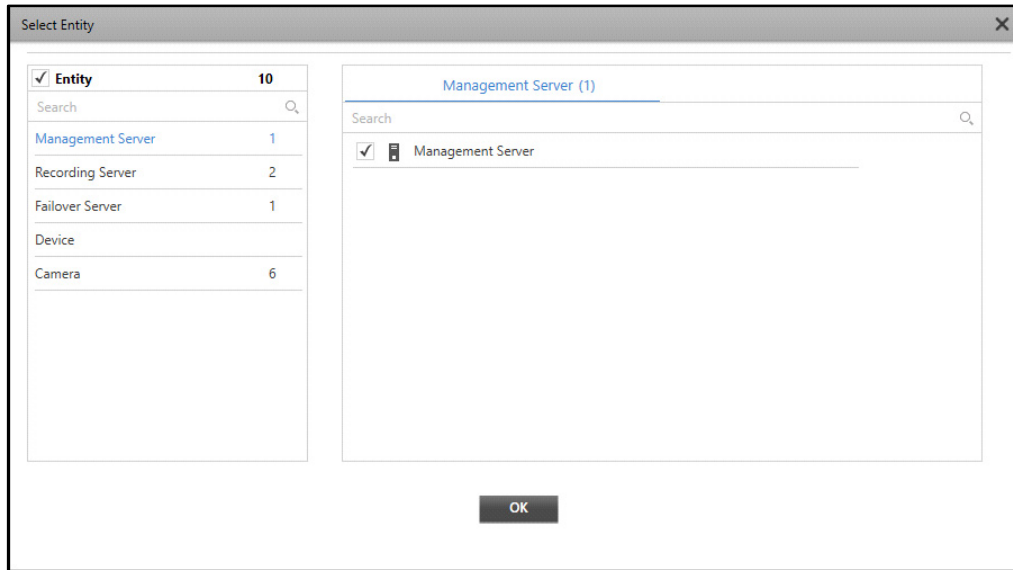 Select Entity
Entity 10
Search
Management Server 1
Recording Server 2
Failover Server 1
Device
Camera 6
Management Server (1)
Search
Management Server
OK